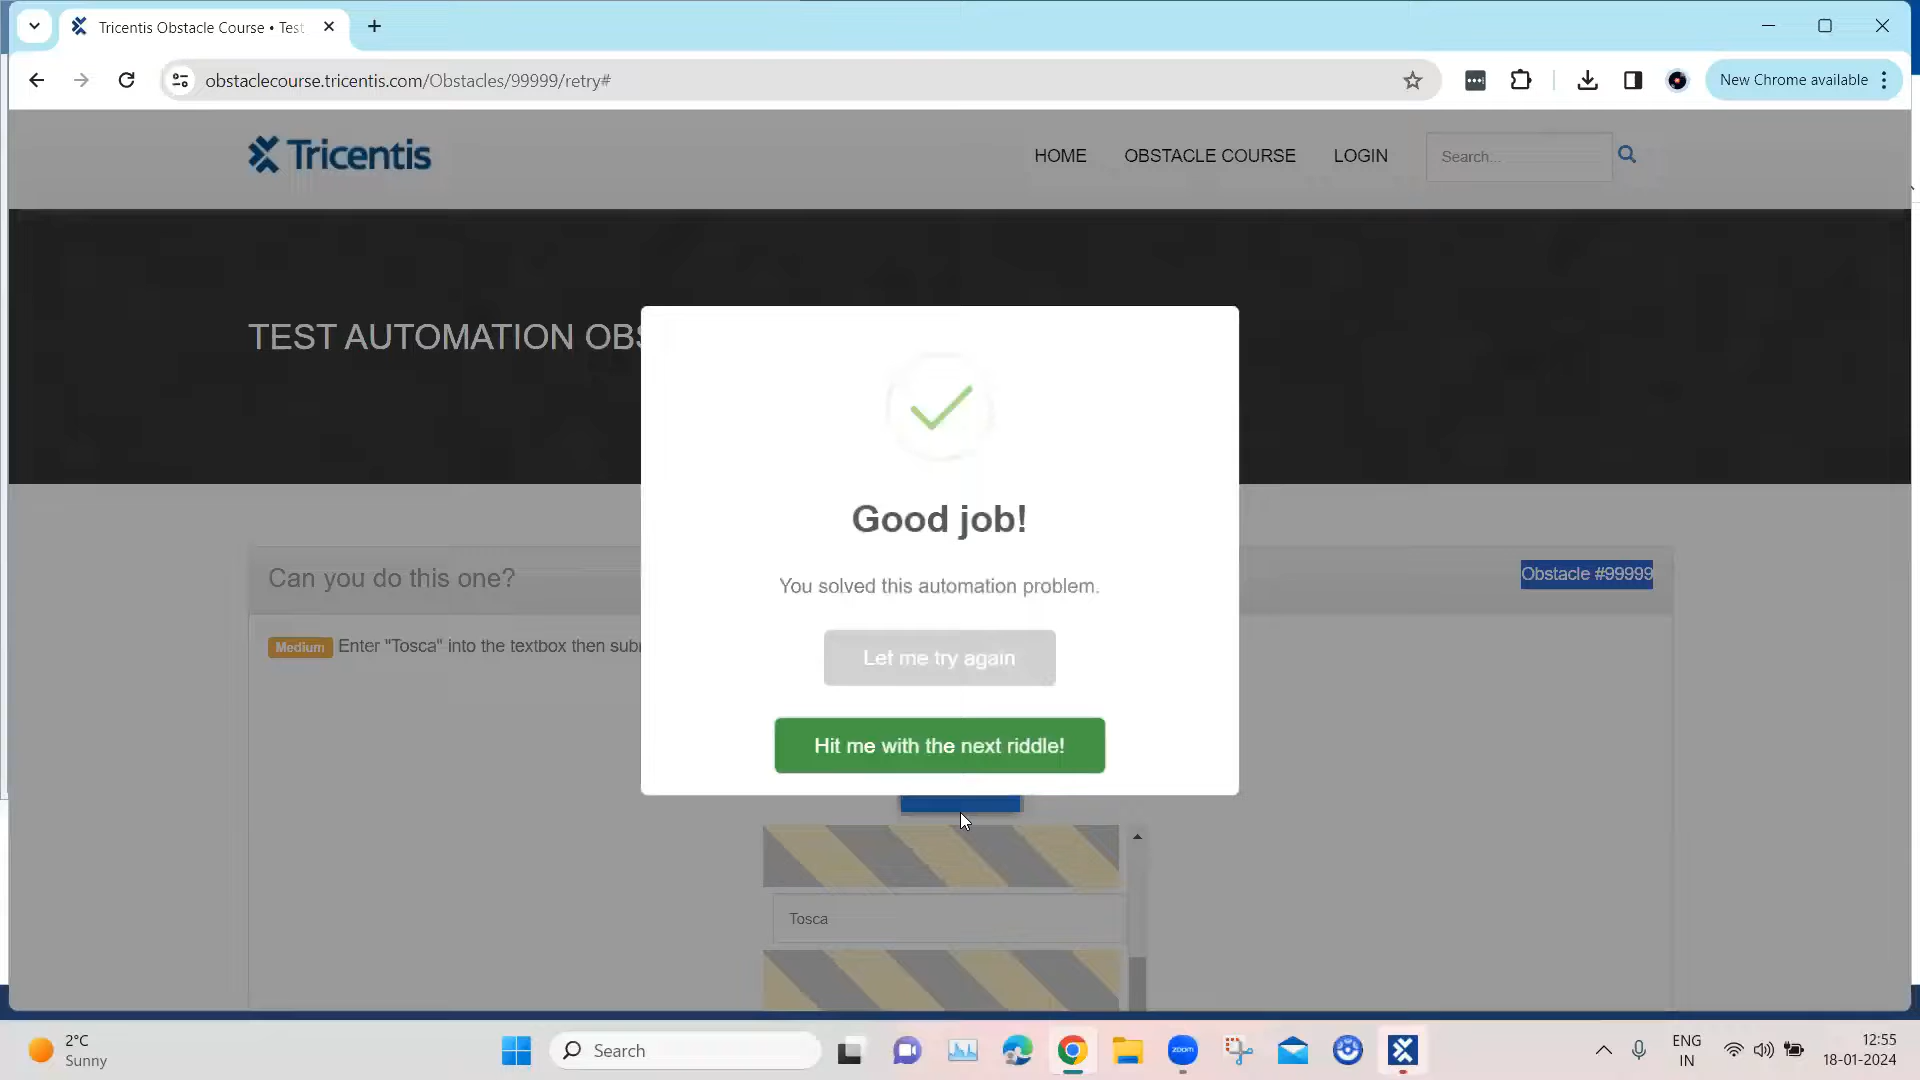 Tricentis Obstacle Course • Test
obstaclecourse.tricentis.com/Obstacles/99999/retry#
New Chrome available
Tricentis
HOME
OBSTACLE COURSE
LOGIN
Search...
TEST AUTOMATION OBS
Good job!
Can you do this one?
Obstacle #99999
You solved this automation problem.
Medium Enter "Tosca" into the textbox then sub
Let me try again
Hit me with the next riddle!
Tosca
2°C
Sunny
Search
zoom
ENG
IN
12:55
18-01-2024